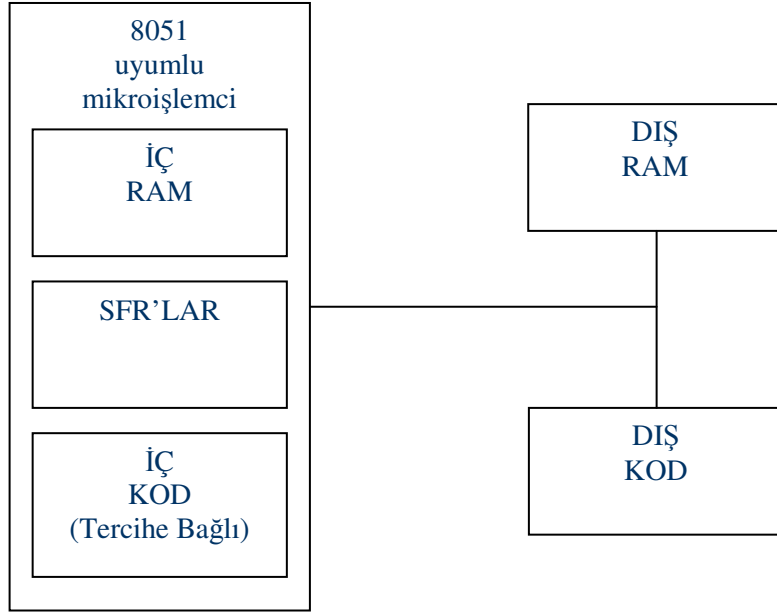 8051
uyumlu
mikroişlemci
İÇ
RAM
SFR’LAR
İÇ
KOD
(Tercihe Bağlı)
DIŞ
RAM
DIŞ
KOD